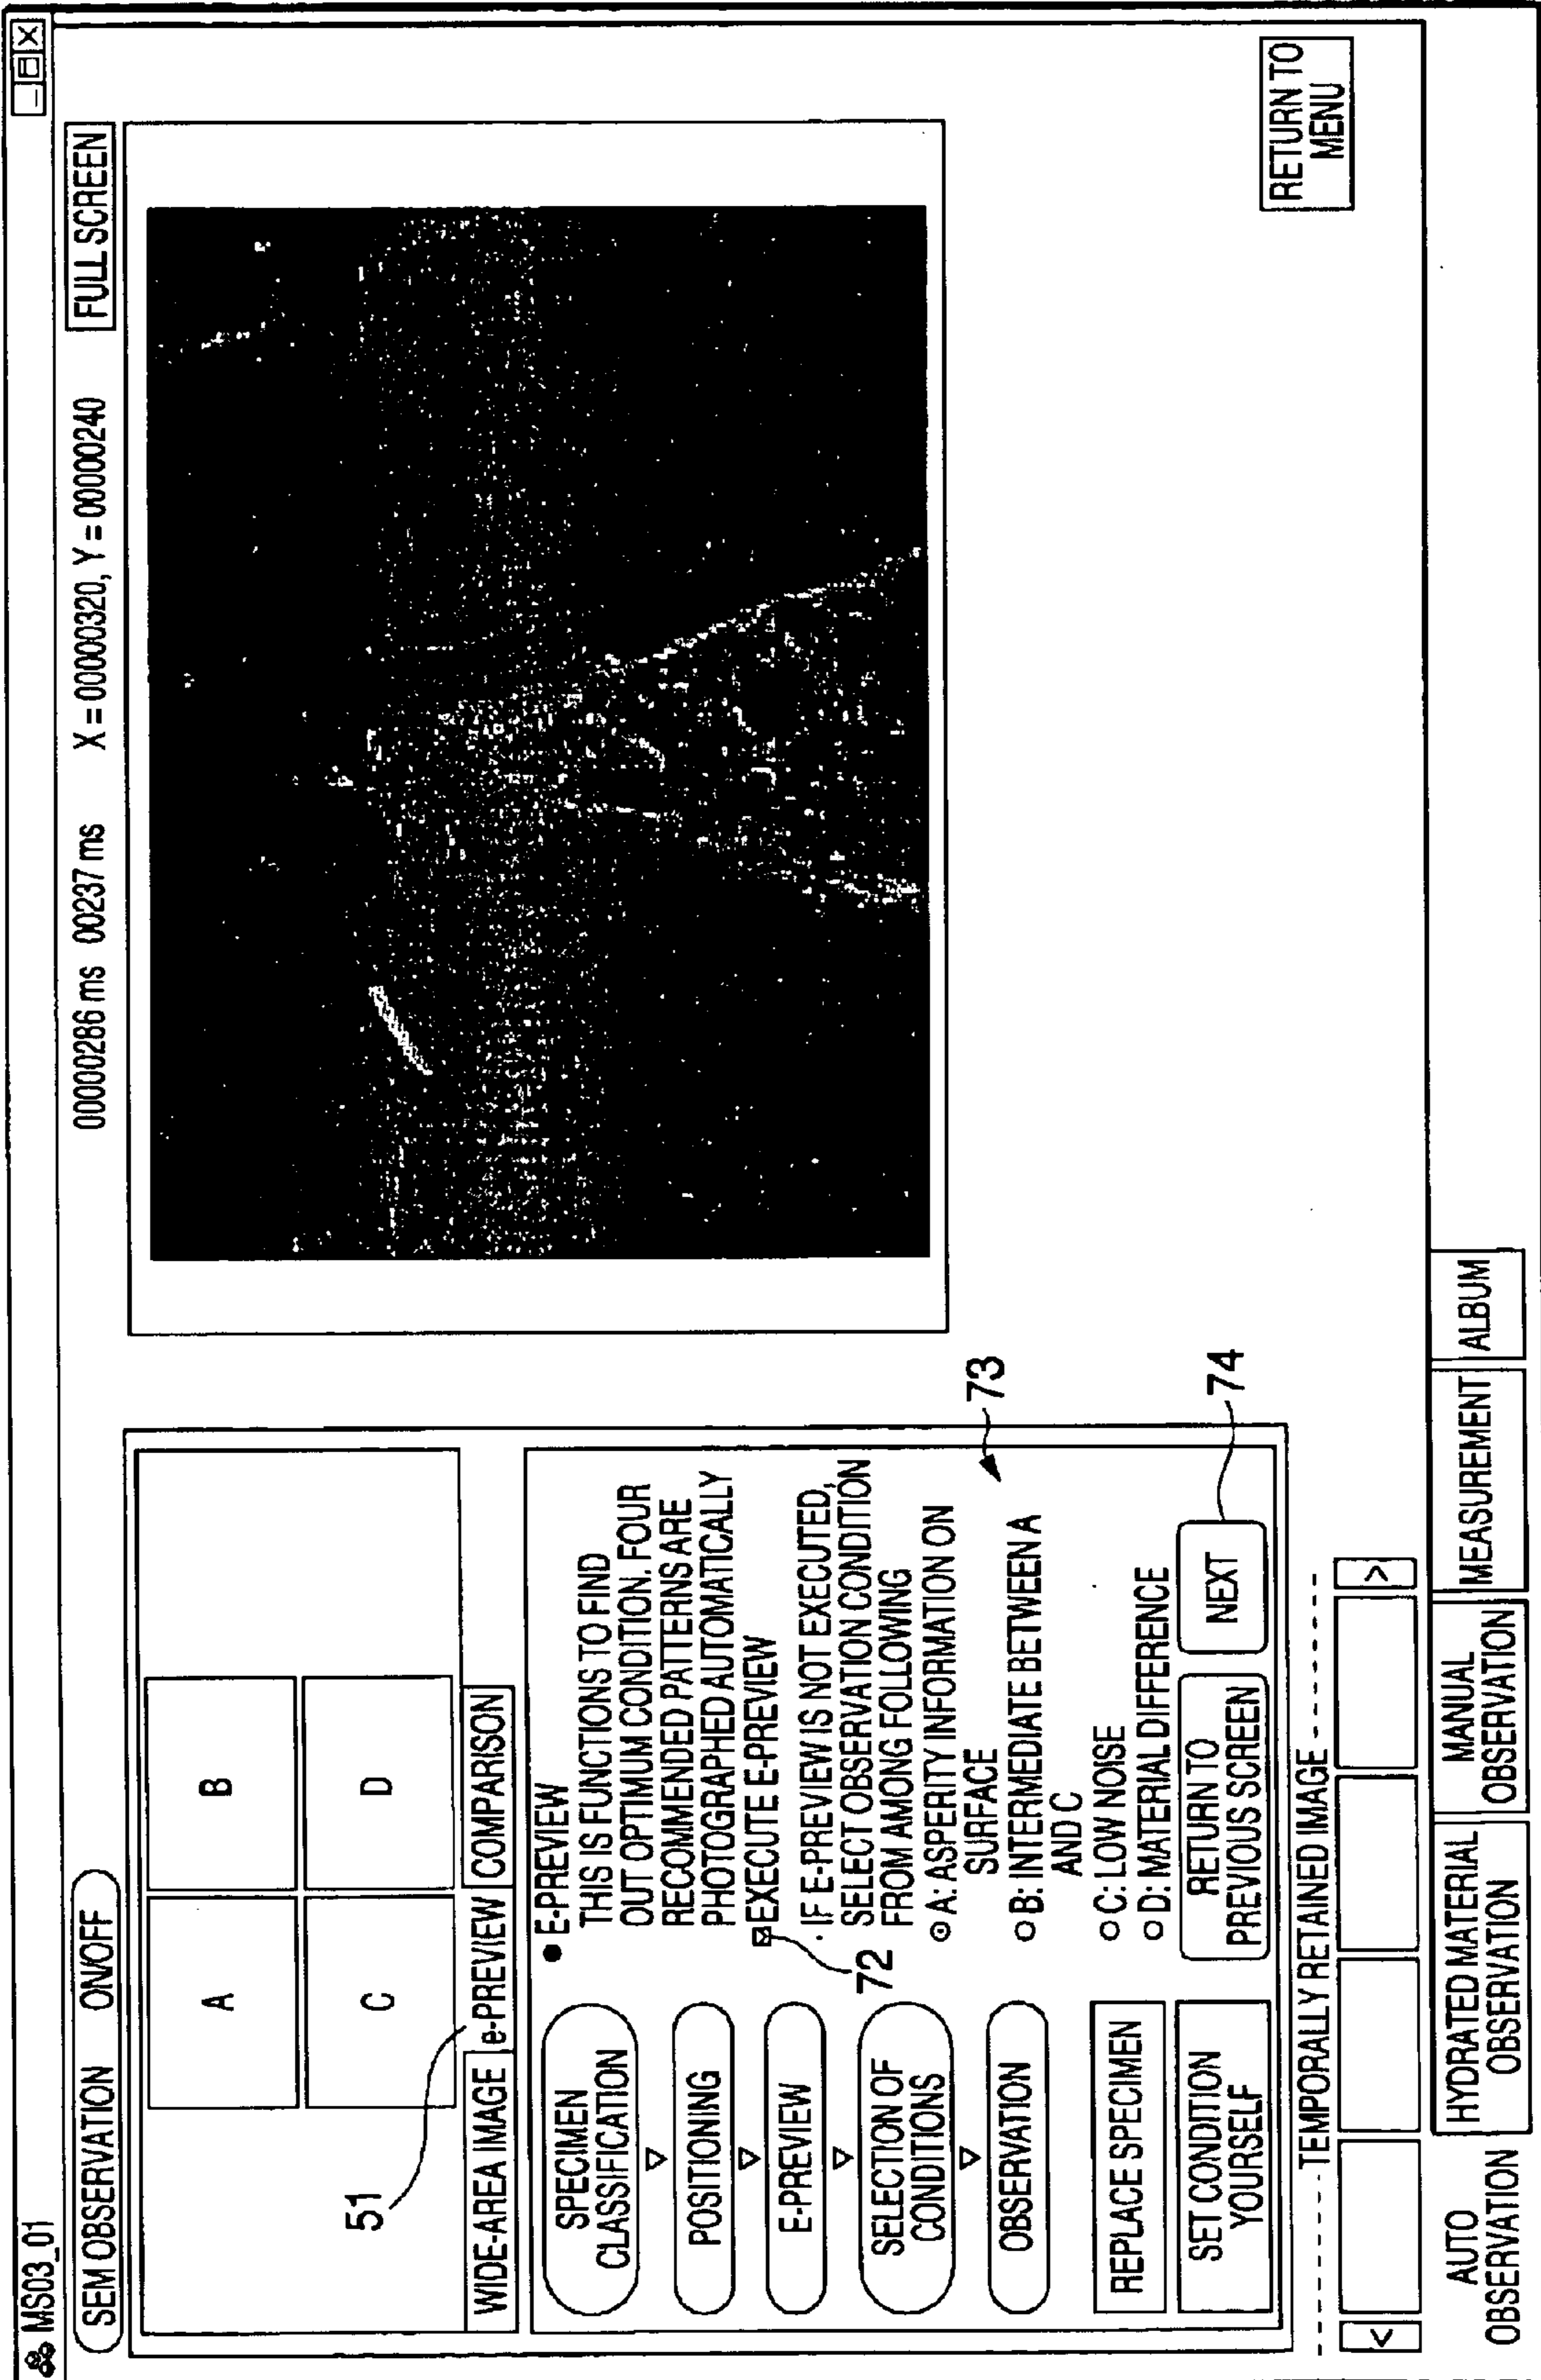 MS03_01
SEM OBSERVATION ON/OFF
00000286 ms 00237 ms X = 00000320, Y = 00000240 FULL SCREEN
A B
C D
51
WIDE-AREA IMAGE e-PREVIEW COMPARISON
SPECIMEN
CLASSIFICATION
POSITIONING
E-PREVIEW
SELECTION OF
CONDITIONS
OBSERVATION
REPLACE SPECIMEN
SET CONDITION
YOURSELF
● E-PREVIEW
THIS IS FUNCTIONS TO FIND
OUT OPTIMUM CONDITION. FOUR
RECOMMENDED PATTERNS ARE
PHOTOGRAPHED AUTOMATICALLY
EXECUTE E-PREVIEW
72
· IF E-PREVIEW IS NOT EXECUTED,
SELECT OBSERVATION CONDITION
FROM AMONG FOLLOWING
A: ASPERITY INFORMATION ON
SURFACE
73
B: INTERMEDIATE BETWEEN A
AND C
C: LOW NOISE
D: MATERIAL DIFFERENCE
RETURN TO
PREVIOUS SCREEN
NEXT
74
TEMPORALLY RETAINED IMAGE
< >
RETURN TO
MENU
AUTO
OBSERVATION
HYDRATED MATERIAL
OBSERVATION
MANUAL
OBSERVATION
MEASUREMENT
ALBUM